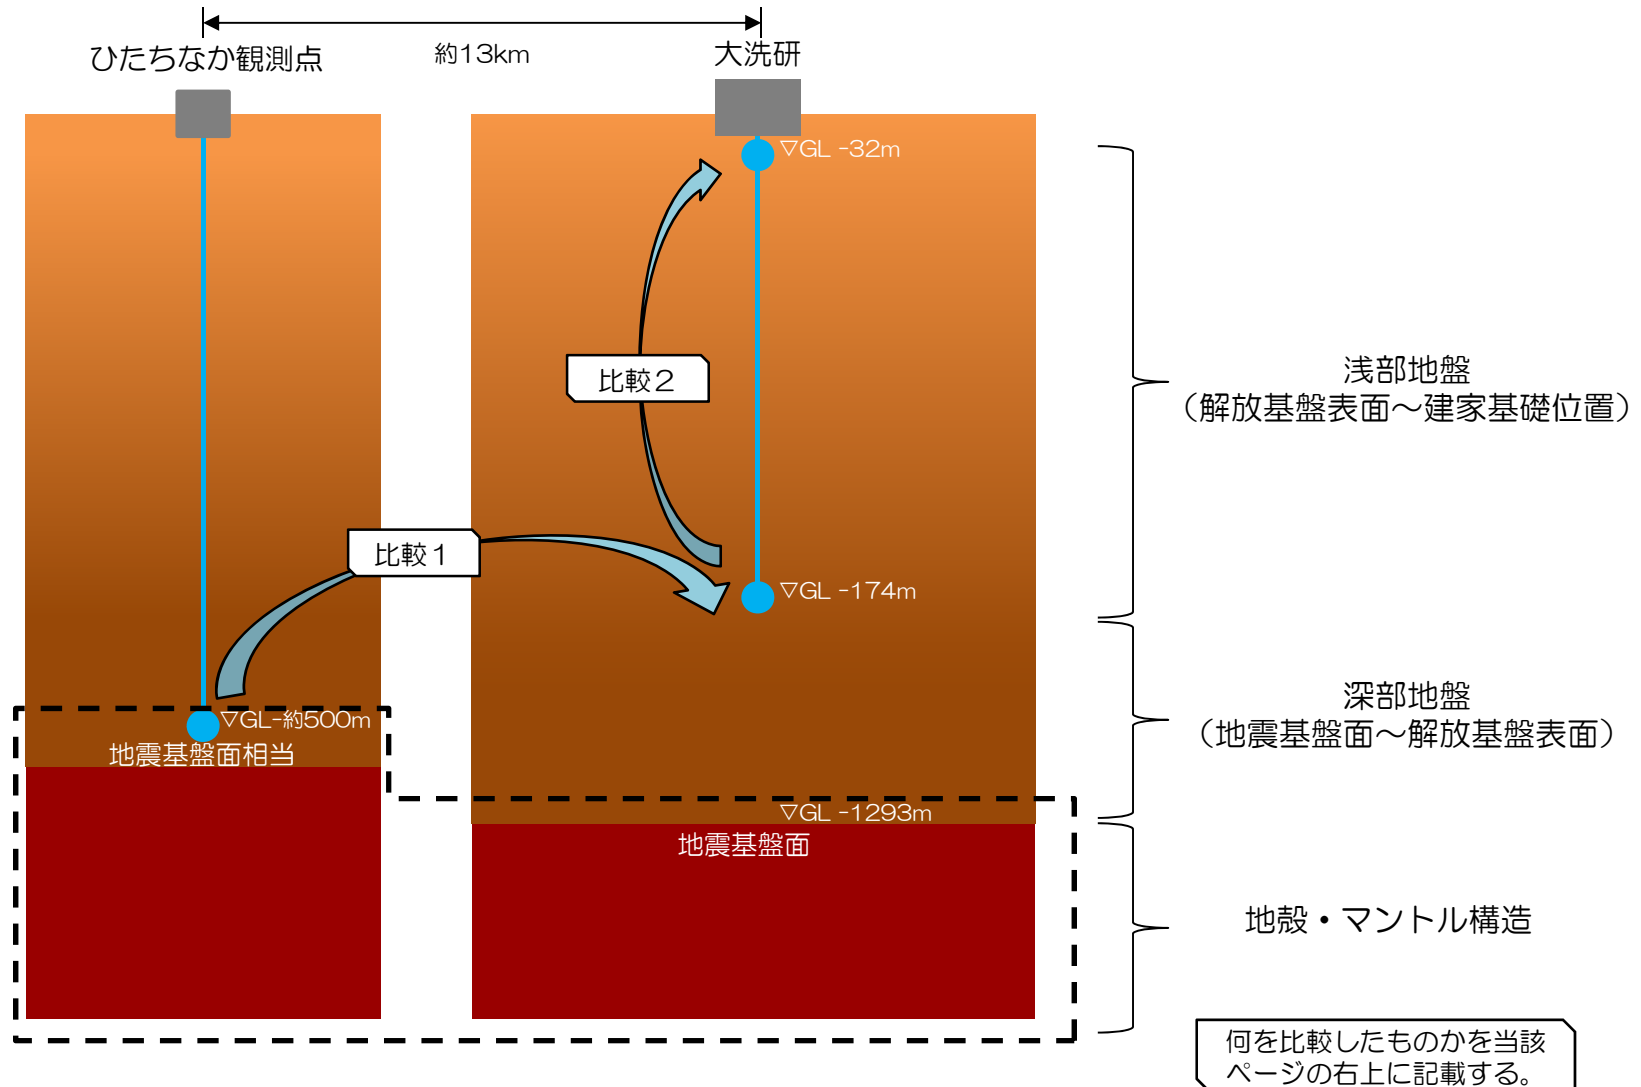 ひたちなか観測点
約13km
大洗研
▽GL -32m
比較２
浅部地盤
（解放基盤表面～建家基礎位置）
比較１
▽GL -174m
▽GL-約500m
地震基盤面相当
深部地盤
（地震基盤面～解放基盤表面）
▽GL -1293m
地震基盤面
地殻・マントル構造
何を比較したものかを当該
ページの右上に記載する。